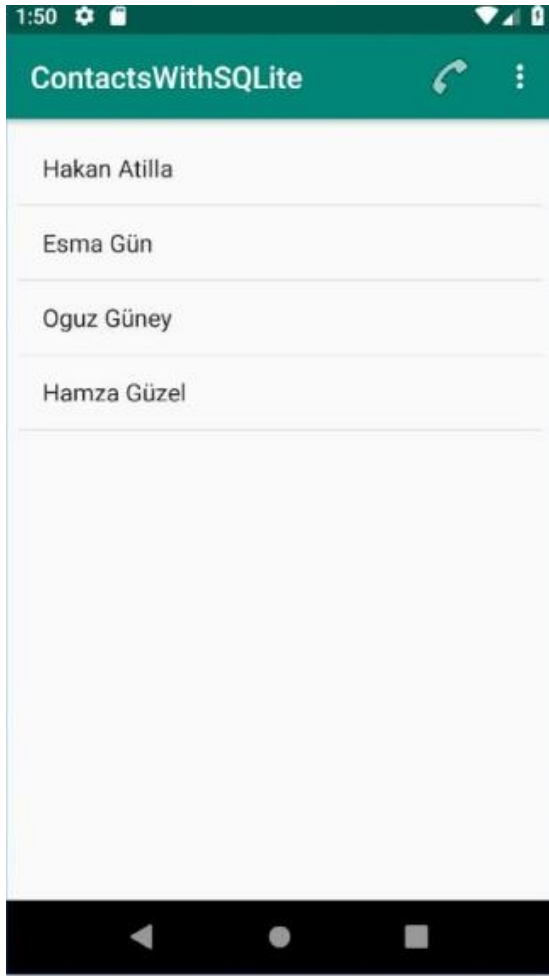 1:50
ContactsWithSQLite
Hakan Atilla
Esma Gün
Oguz Güney
Hamza Güzel